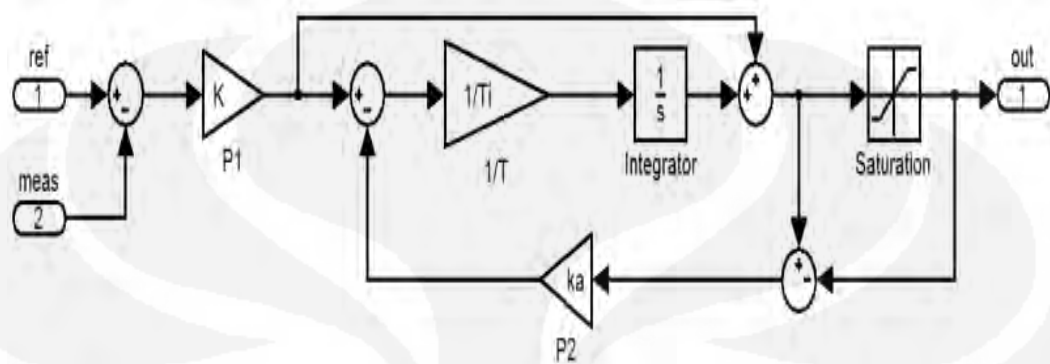 ref
1
+
-
K
P1
+
-
1/Ti
1/T
1
s
Integrator
+
+
Saturation
out
1
meas
2
ka
P2
+
-